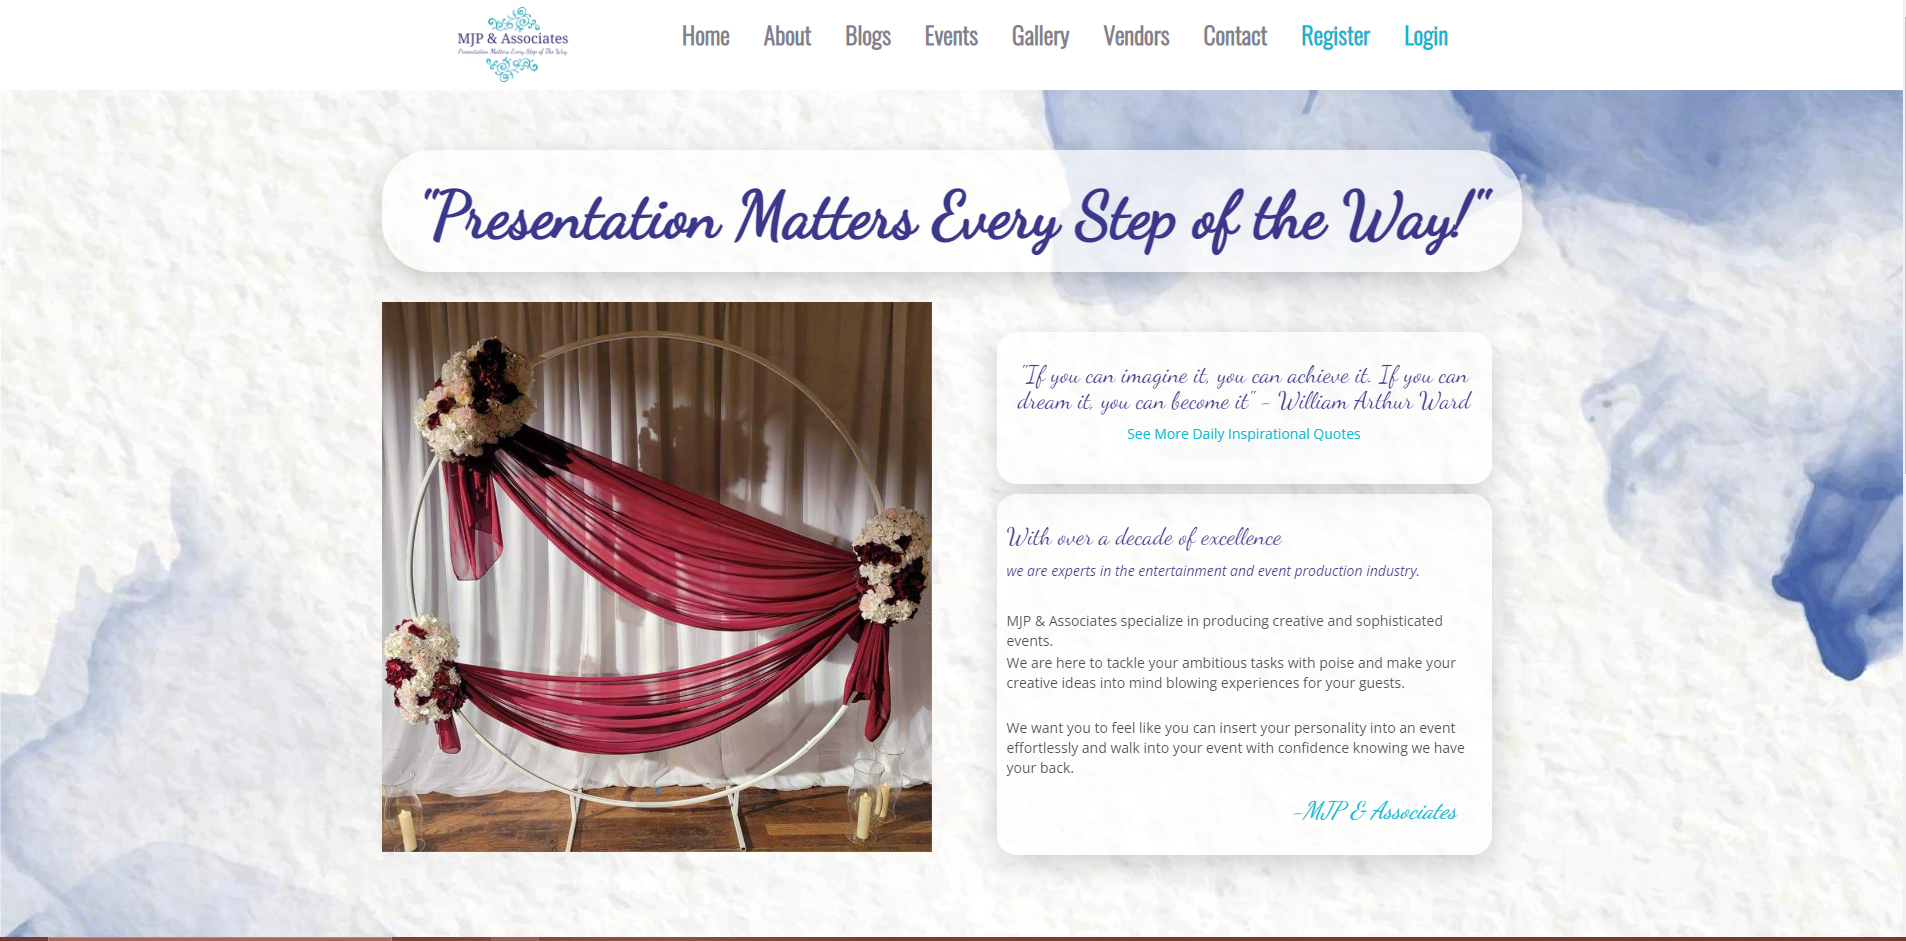 MJP & Associates
Presentation Matters Every Step of The Way
Home About Blogs Events Gallery Vendors Contact Register Login
"Presentation Matters Every Step of the Way!"
"If you can imagine it, you can achieve it. If you can
dream it, you can become it" - William Arthur Ward
See More Daily Inspirational Quotes
With over a decade of excellence
we are experts in the entertainment and event production industry.
MJP & Associates specialize in producing creative and sophisticated
events.
We are here to tackle your ambitious tasks with poise and make your
creative ideas into mind blowing experiences for your guests.
We want you to feel like you can insert your personality into an event
effortlessly and walk into your event with confidence knowing we have
your back.
-MJP & Associates